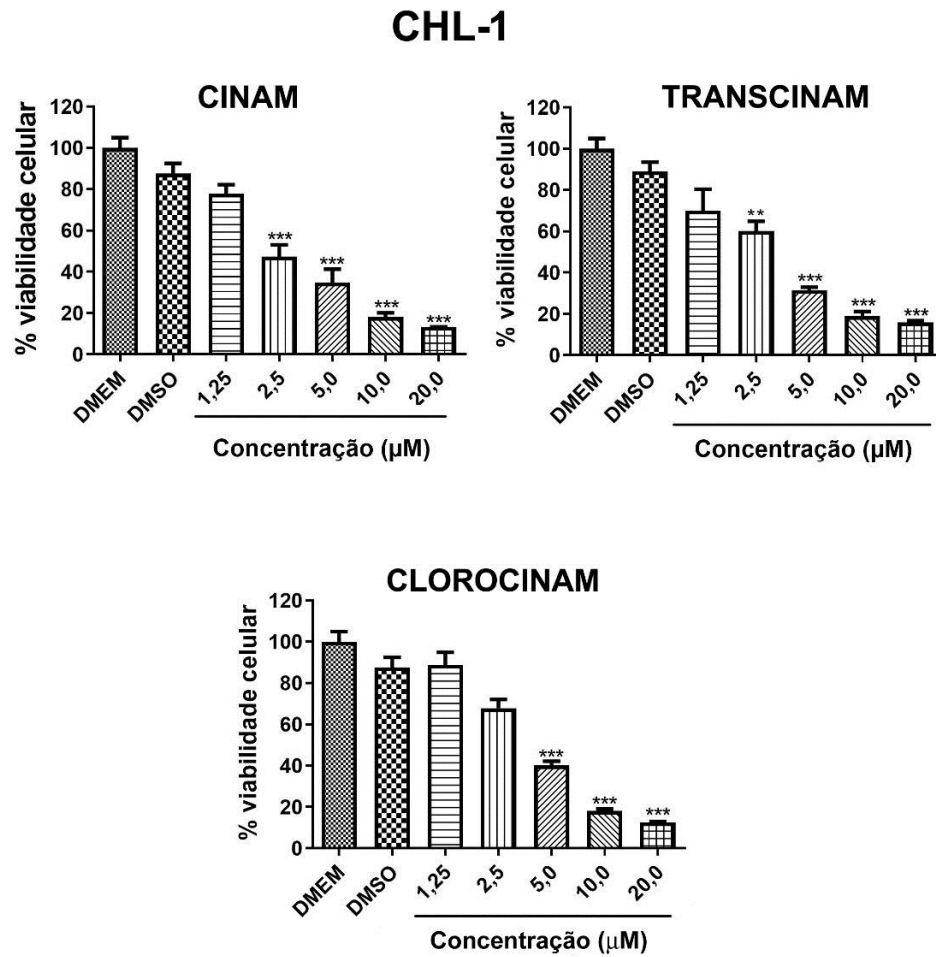 CHL-1
CINAM
% viabilidade celular
120
100
80
60
40
20
0
***
***
***
***
DMEM
DMSO
1,25
2,5
5,0
10,0
20,0
Concentração (µM)
TRANSCINAM
% viabilidade celular
120
100
80
60
40
20
0
**
***
***
***
DMEM
DMSO
1,25
2,5
5,0
10,0
20,0
Concentração (µM)
CLOROCINAM
% viabilidade celular
120
100
80
60
40
20
0
***
***
***
DMEM
DMSO
1,25
2,5
5,0
10,0
20,0
Concentração (µM)